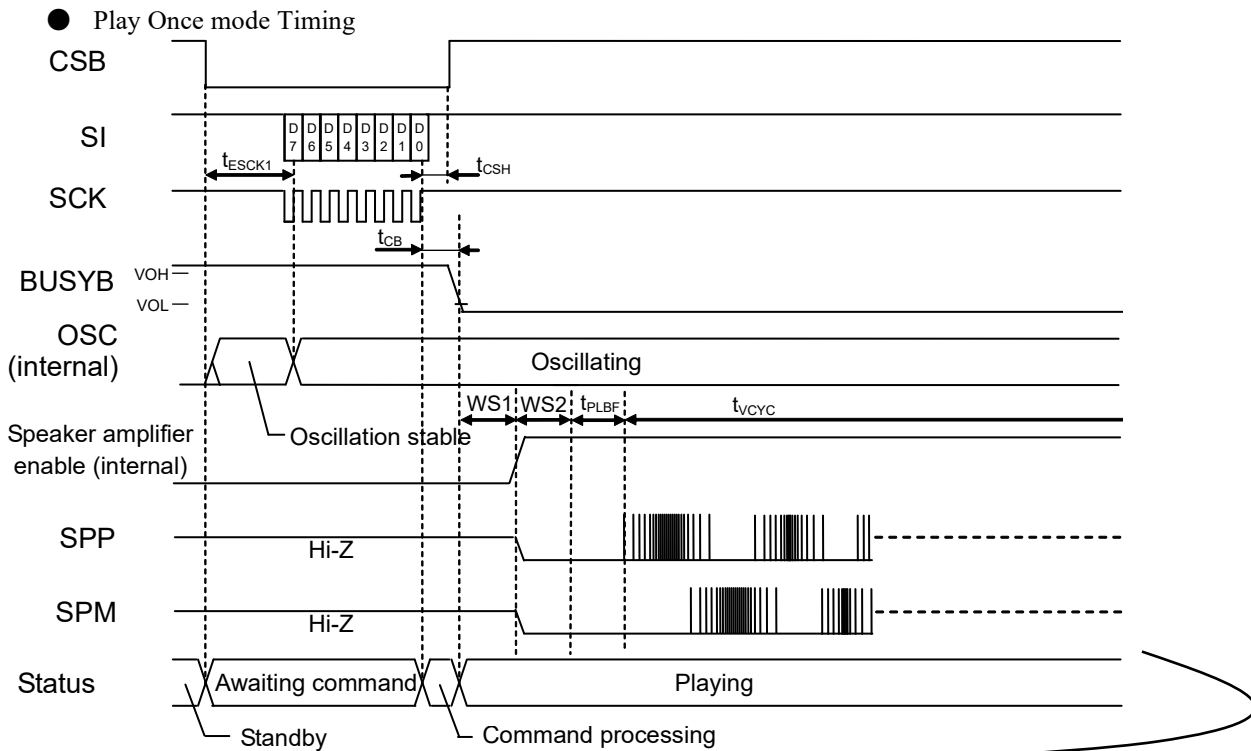 ● Play Once mode Timing
CSB
SI
D7 D6 D5 D4 D3 D2 D1 D0
tESCK1
tCSH
SCK
tCB
BUSYB
VOH
VOL
OSC
(internal)
Oscillating
WS1 WS2 tPLBF tVCYC
Speaker amplifier
enable (internal)
Oscillation stable
SPP
Hi-Z
SPM
Hi-Z
Status
Awaiting command
Playing
Standby
Command processing